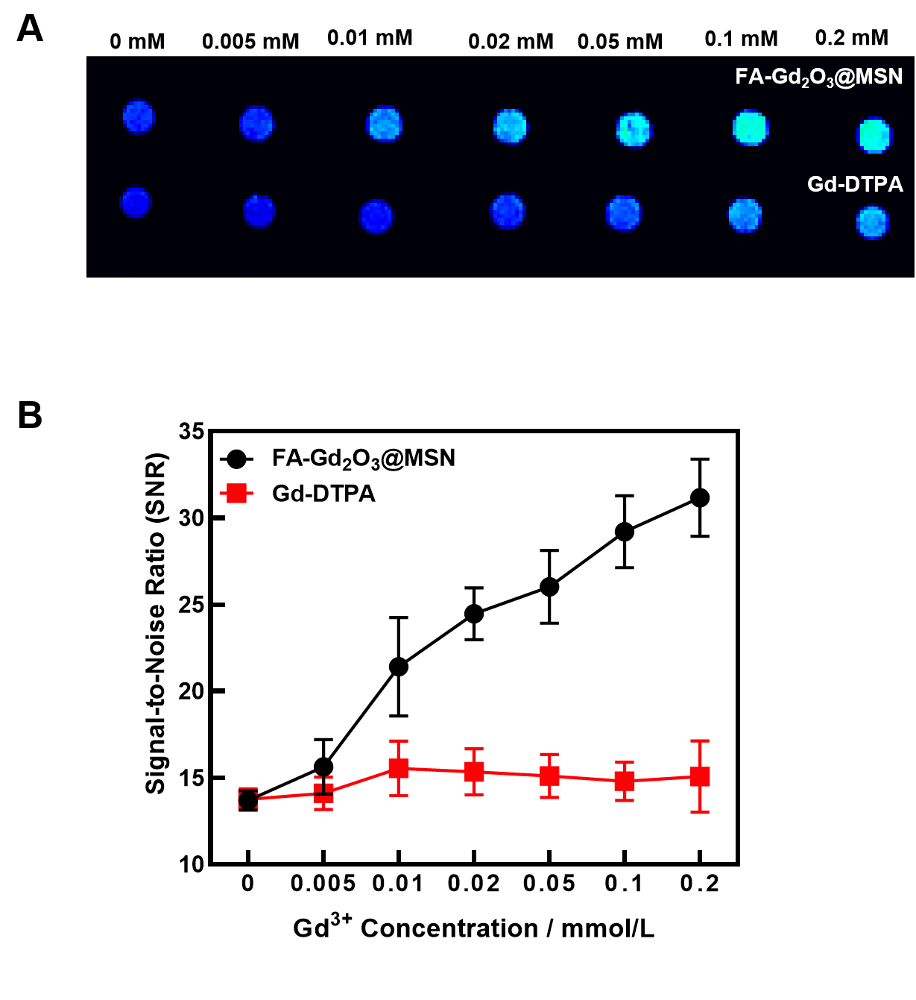 A
0 mM 0.005 mM 0.01 mM 0.02 mM 0.05 mM 0.1 mM 0.2 mM
FA-Gd₂O₃@MSN
Gd-DTPA
B
35
30
25
20
15
10
Signal-to-Noise Ratio (SNR)
FA-Gd₂O₃@MSN
Gd-DTPA
0 0.005 0.01 0.02 0.05 0.1 0.2
Gd³⁺ Concentration / mmol/L